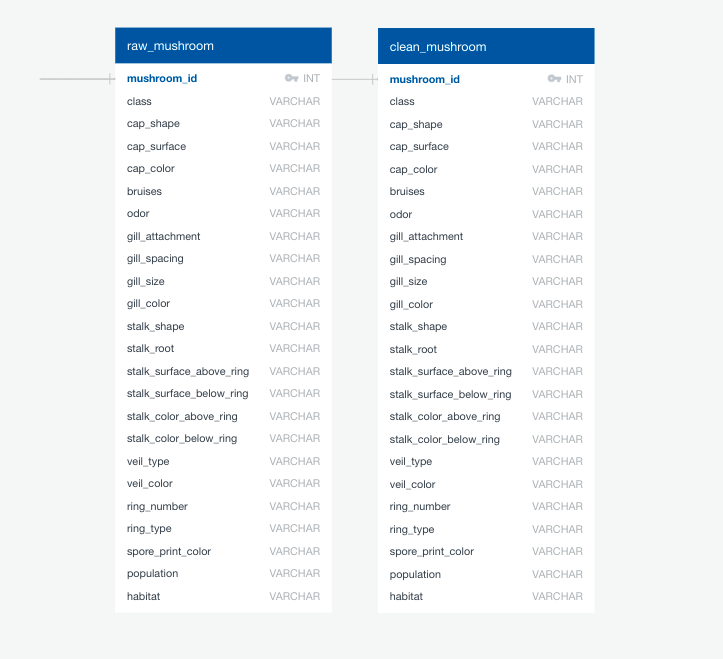 raw_mushroom
mushroom_id INT
class VARCHAR
cap_shape VARCHAR
cap_surface VARCHAR
cap_color VARCHAR
bruises VARCHAR
odor VARCHAR
gill_attachment VARCHAR
gill_spacing VARCHAR
gill_size VARCHAR
gill_color VARCHAR
stalk_shape VARCHAR
stalk_root VARCHAR
stalk_surface_above_ring VARCHAR
stalk_surface_below_ring VARCHAR
stalk_color_above_ring VARCHAR
stalk_color_below_ring VARCHAR
veil_type VARCHAR
veil_color VARCHAR
ring_number VARCHAR
ring_type VARCHAR
spore_print_color VARCHAR
population VARCHAR
habitat VARCHAR
clean_mushroom
mushroom_id INT
class VARCHAR
cap_shape VARCHAR
cap_surface VARCHAR
cap_color VARCHAR
bruises VARCHAR
odor VARCHAR
gill_attachment VARCHAR
gill_spacing VARCHAR
gill_size VARCHAR
gill_color VARCHAR
stalk_shape VARCHAR
stalk_root VARCHAR
stalk_surface_above_ring VARCHAR
stalk_surface_below_ring VARCHAR
stalk_color_above_ring VARCHAR
stalk_color_below_ring VARCHAR
veil_type VARCHAR
veil_color VARCHAR
ring_number VARCHAR
ring_type VARCHAR
spore_print_color VARCHAR
population VARCHAR
habitat VARCHAR